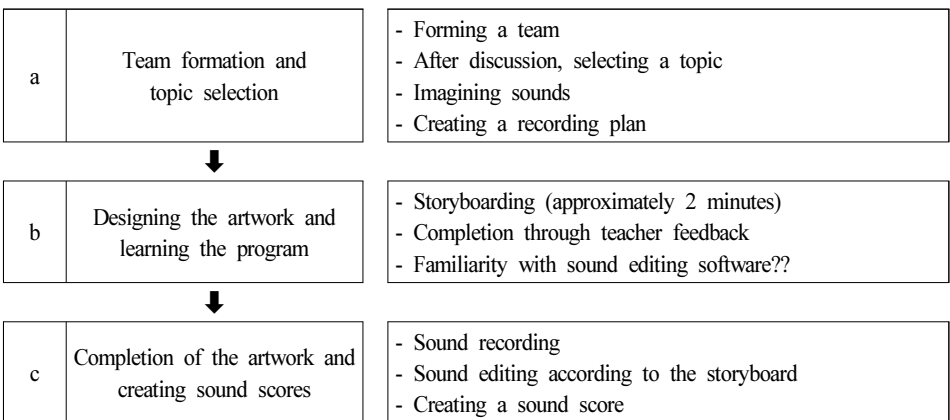 a
Team formation and
topic selection
- Forming a team
- After discussion, selecting a topic
- Imagining sounds
- Creating a recording plan
b
Designing the artwork and
learning the program
- Storyboarding (approximately 2 minutes)
- Completion through teacher feedback
- Familiarity with sound editing software??
c
Completion of the artwork and
creating sound scores
- Sound recording
- Sound editing according to the storyboard
- Creating a sound score